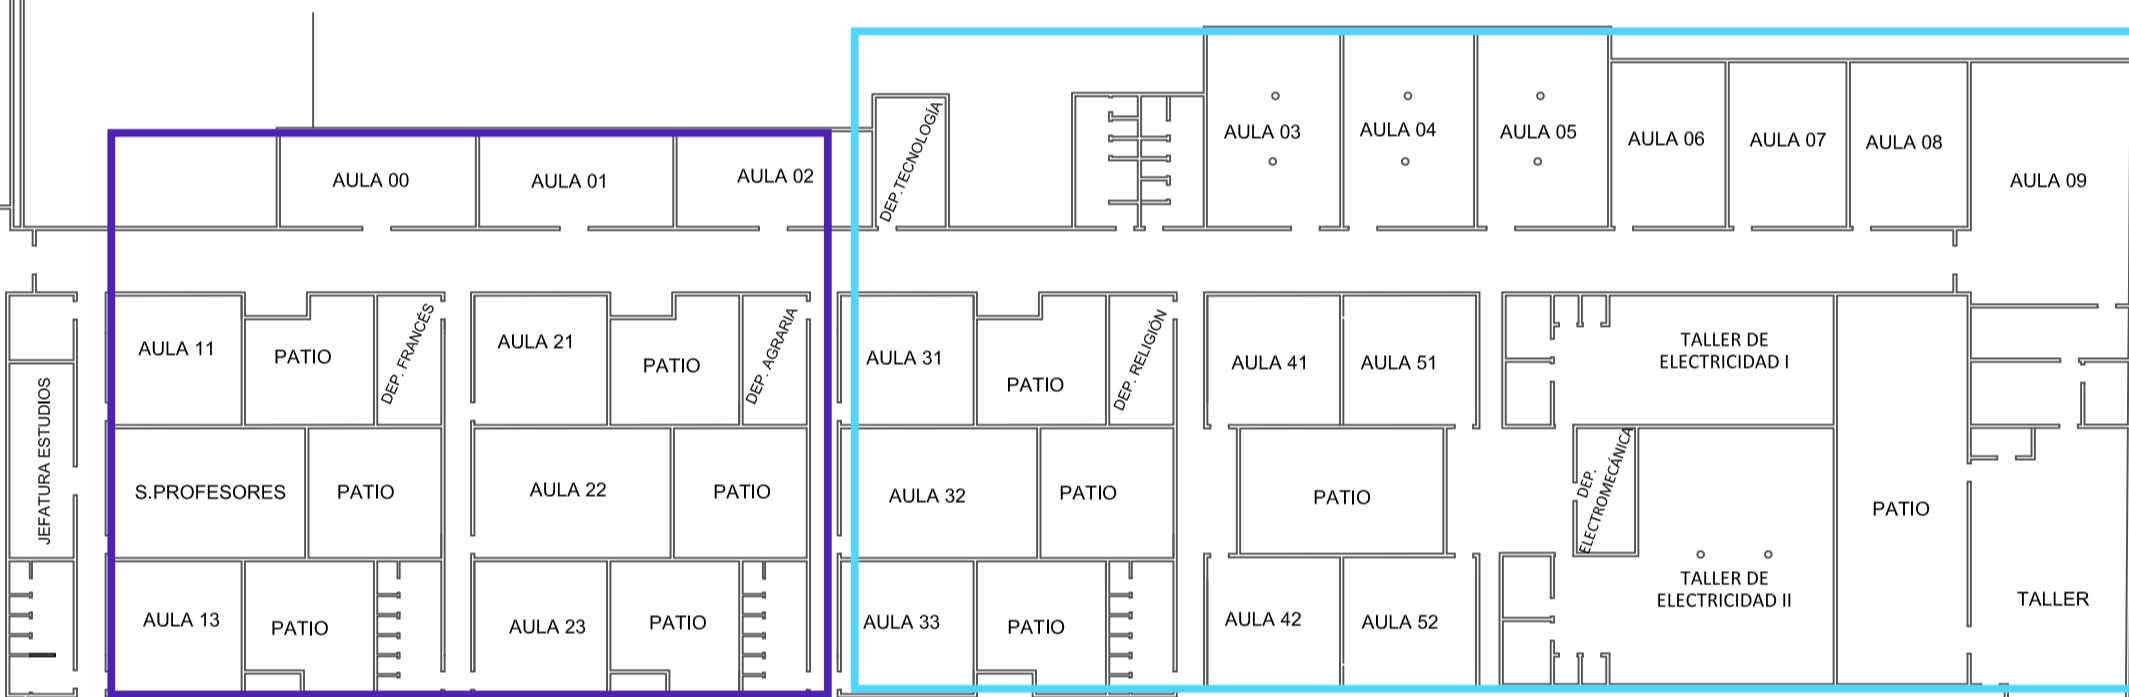 AULA 00
AULA 01
AULA 02
DEP.TECNOLOGÍA
AULA 03
AULA 04
AULA 05
AULA 06
AULA 07
AULA 08
AULA 09
JEFATURA ESTUDIOS
AULA 11
PATIO
DEP. FRANCÉS
AULA 21
PATIO
DEP. AGRARIA
AULA 31
PATIO
DEP. RELIGIÓN
AULA 41
AULA 51
TALLER DE
ELECTRICIDAD I
S.PROFESORES
PATIO
AULA 22
PATIO
AULA 32
PATIO
PATIO
DEP.
ELECTROMECÁNICA
PATIO
AULA 13
PATIO
AULA 23
PATIO
AULA 33
PATIO
AULA 42
AULA 52
TALLER DE
ELECTRICIDAD II
TALLER